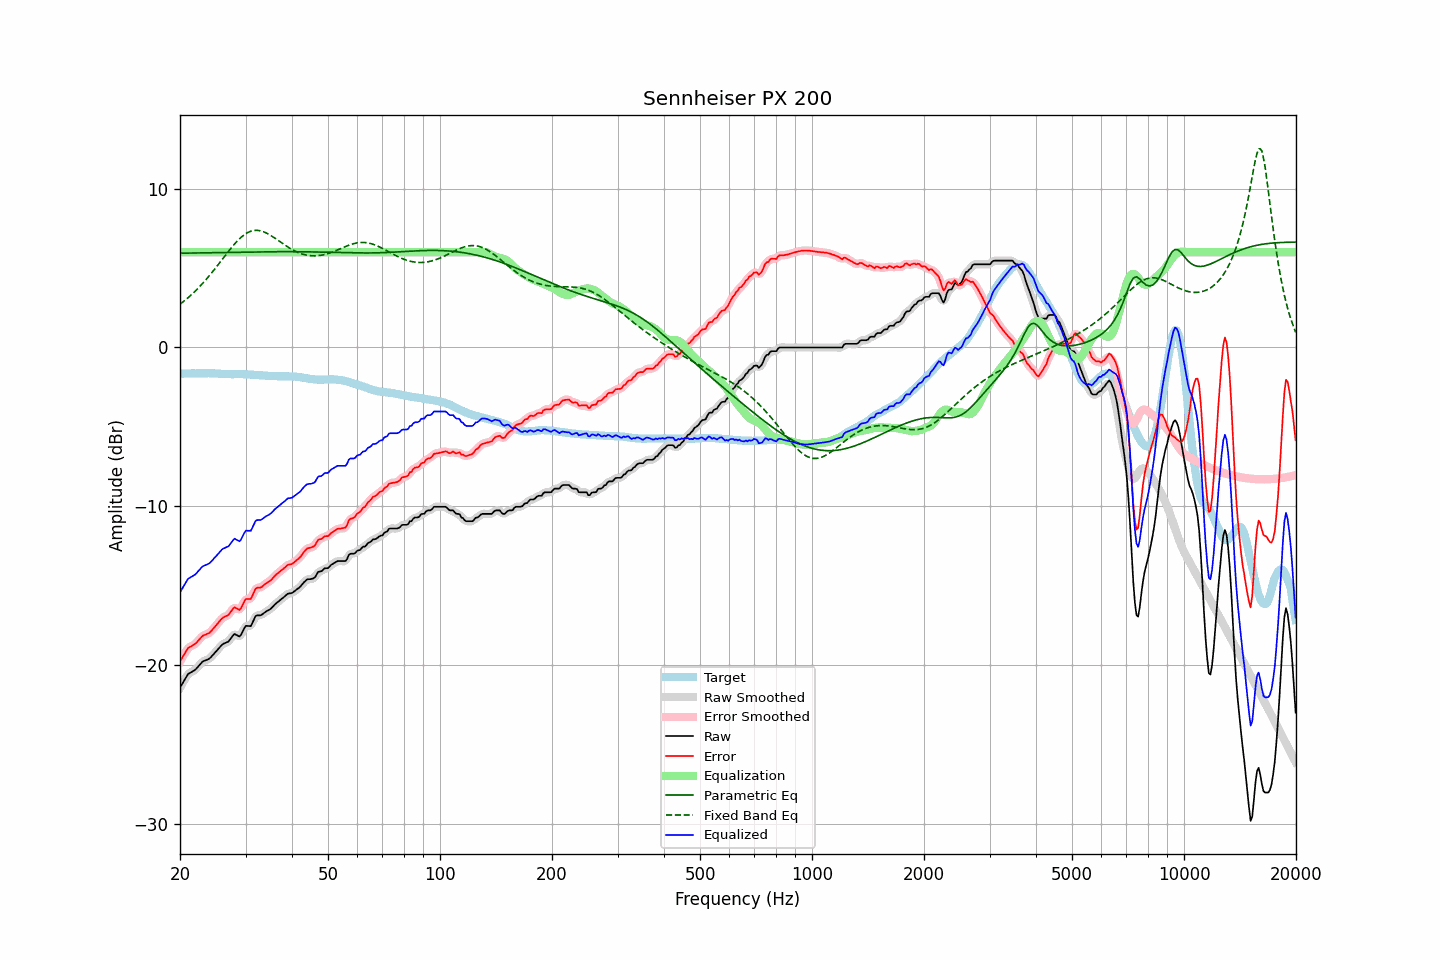 Sennheiser PX 200
Amplitude (dBr)
10
0
−10
−20
−30
20
50
100
200
500
1000
2000
5000
10000
20000
Frequency (Hz)
Target
Raw Smoothed
Error Smoothed
Raw
Error
Equalization
Parametric Eq
Fixed Band Eq
Equalized